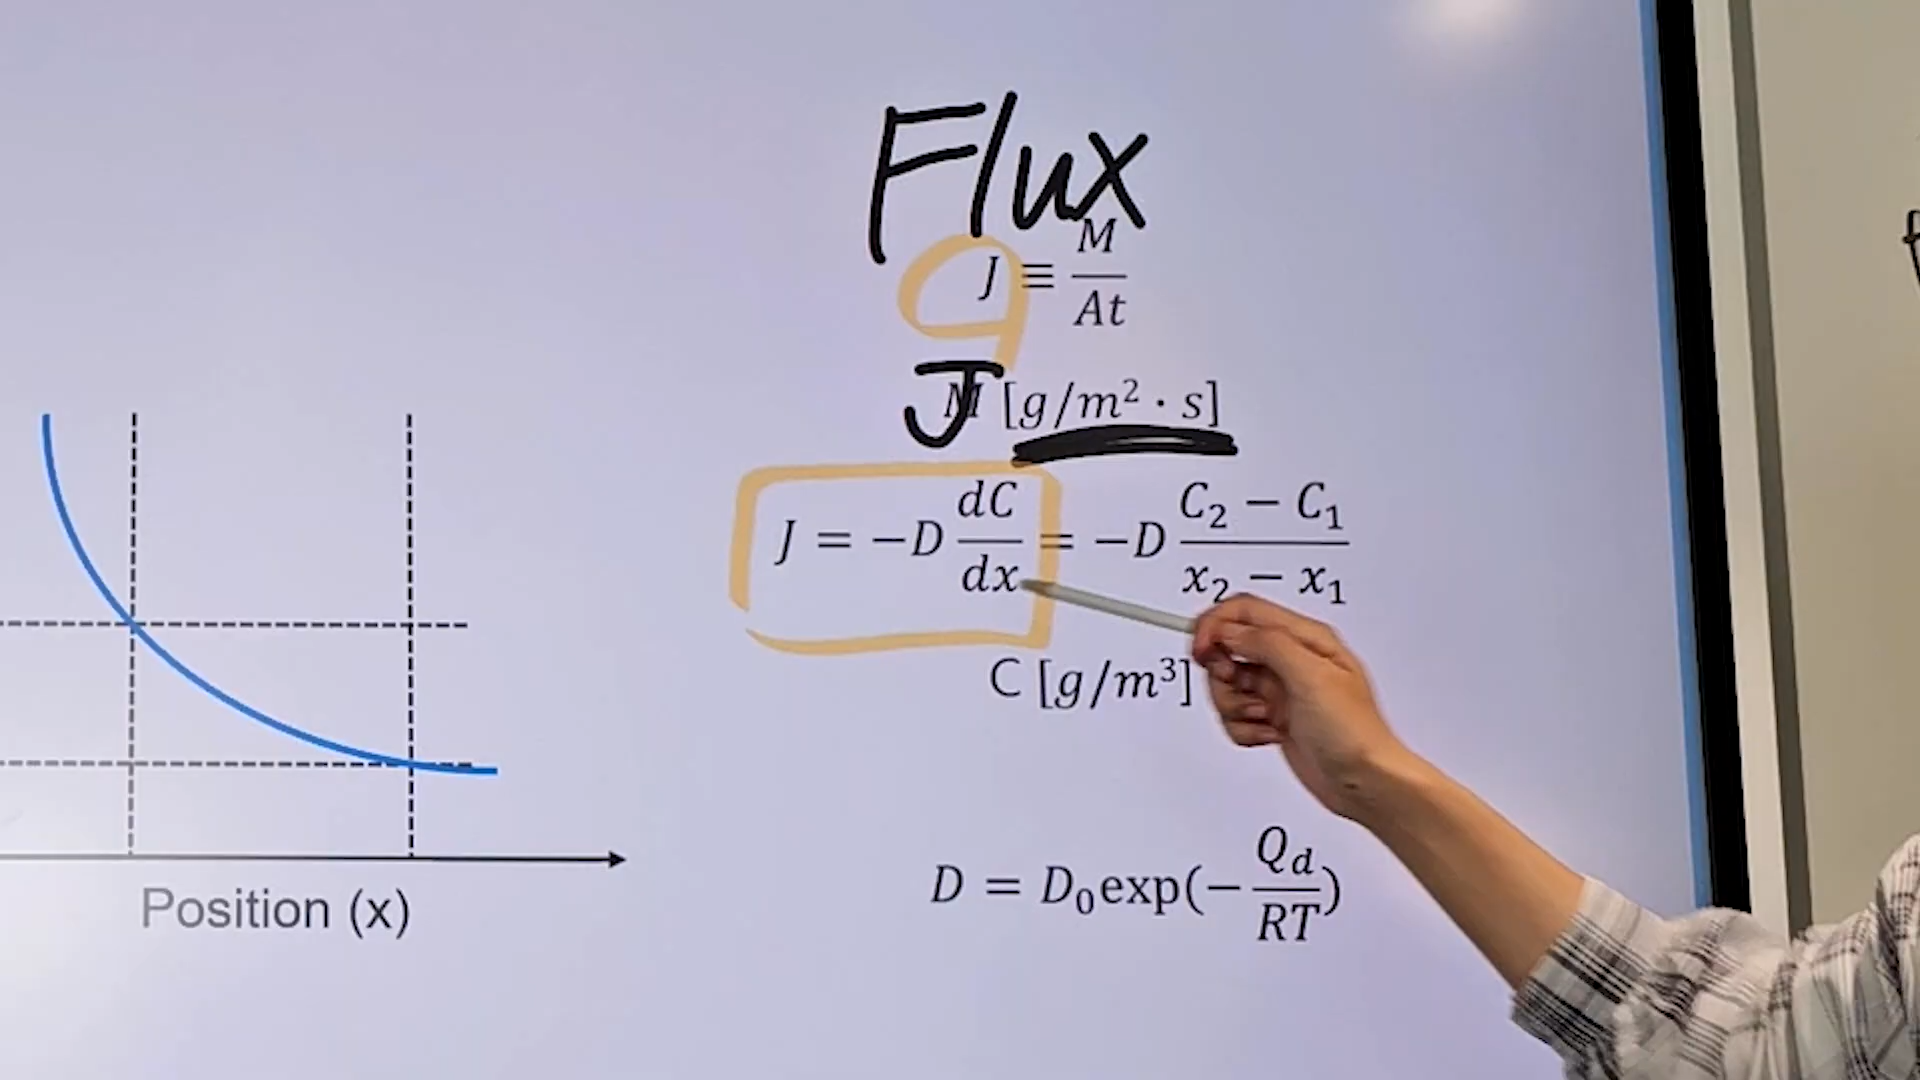 Flux
J ≡ M/At
J
M [g/m² · s]
J = −D dC/dx = −D (C₂ − C₁)/(x₂ − x₁)
C [g/m³]
D = D₀exp(−Q_d/RT)
Position (x)